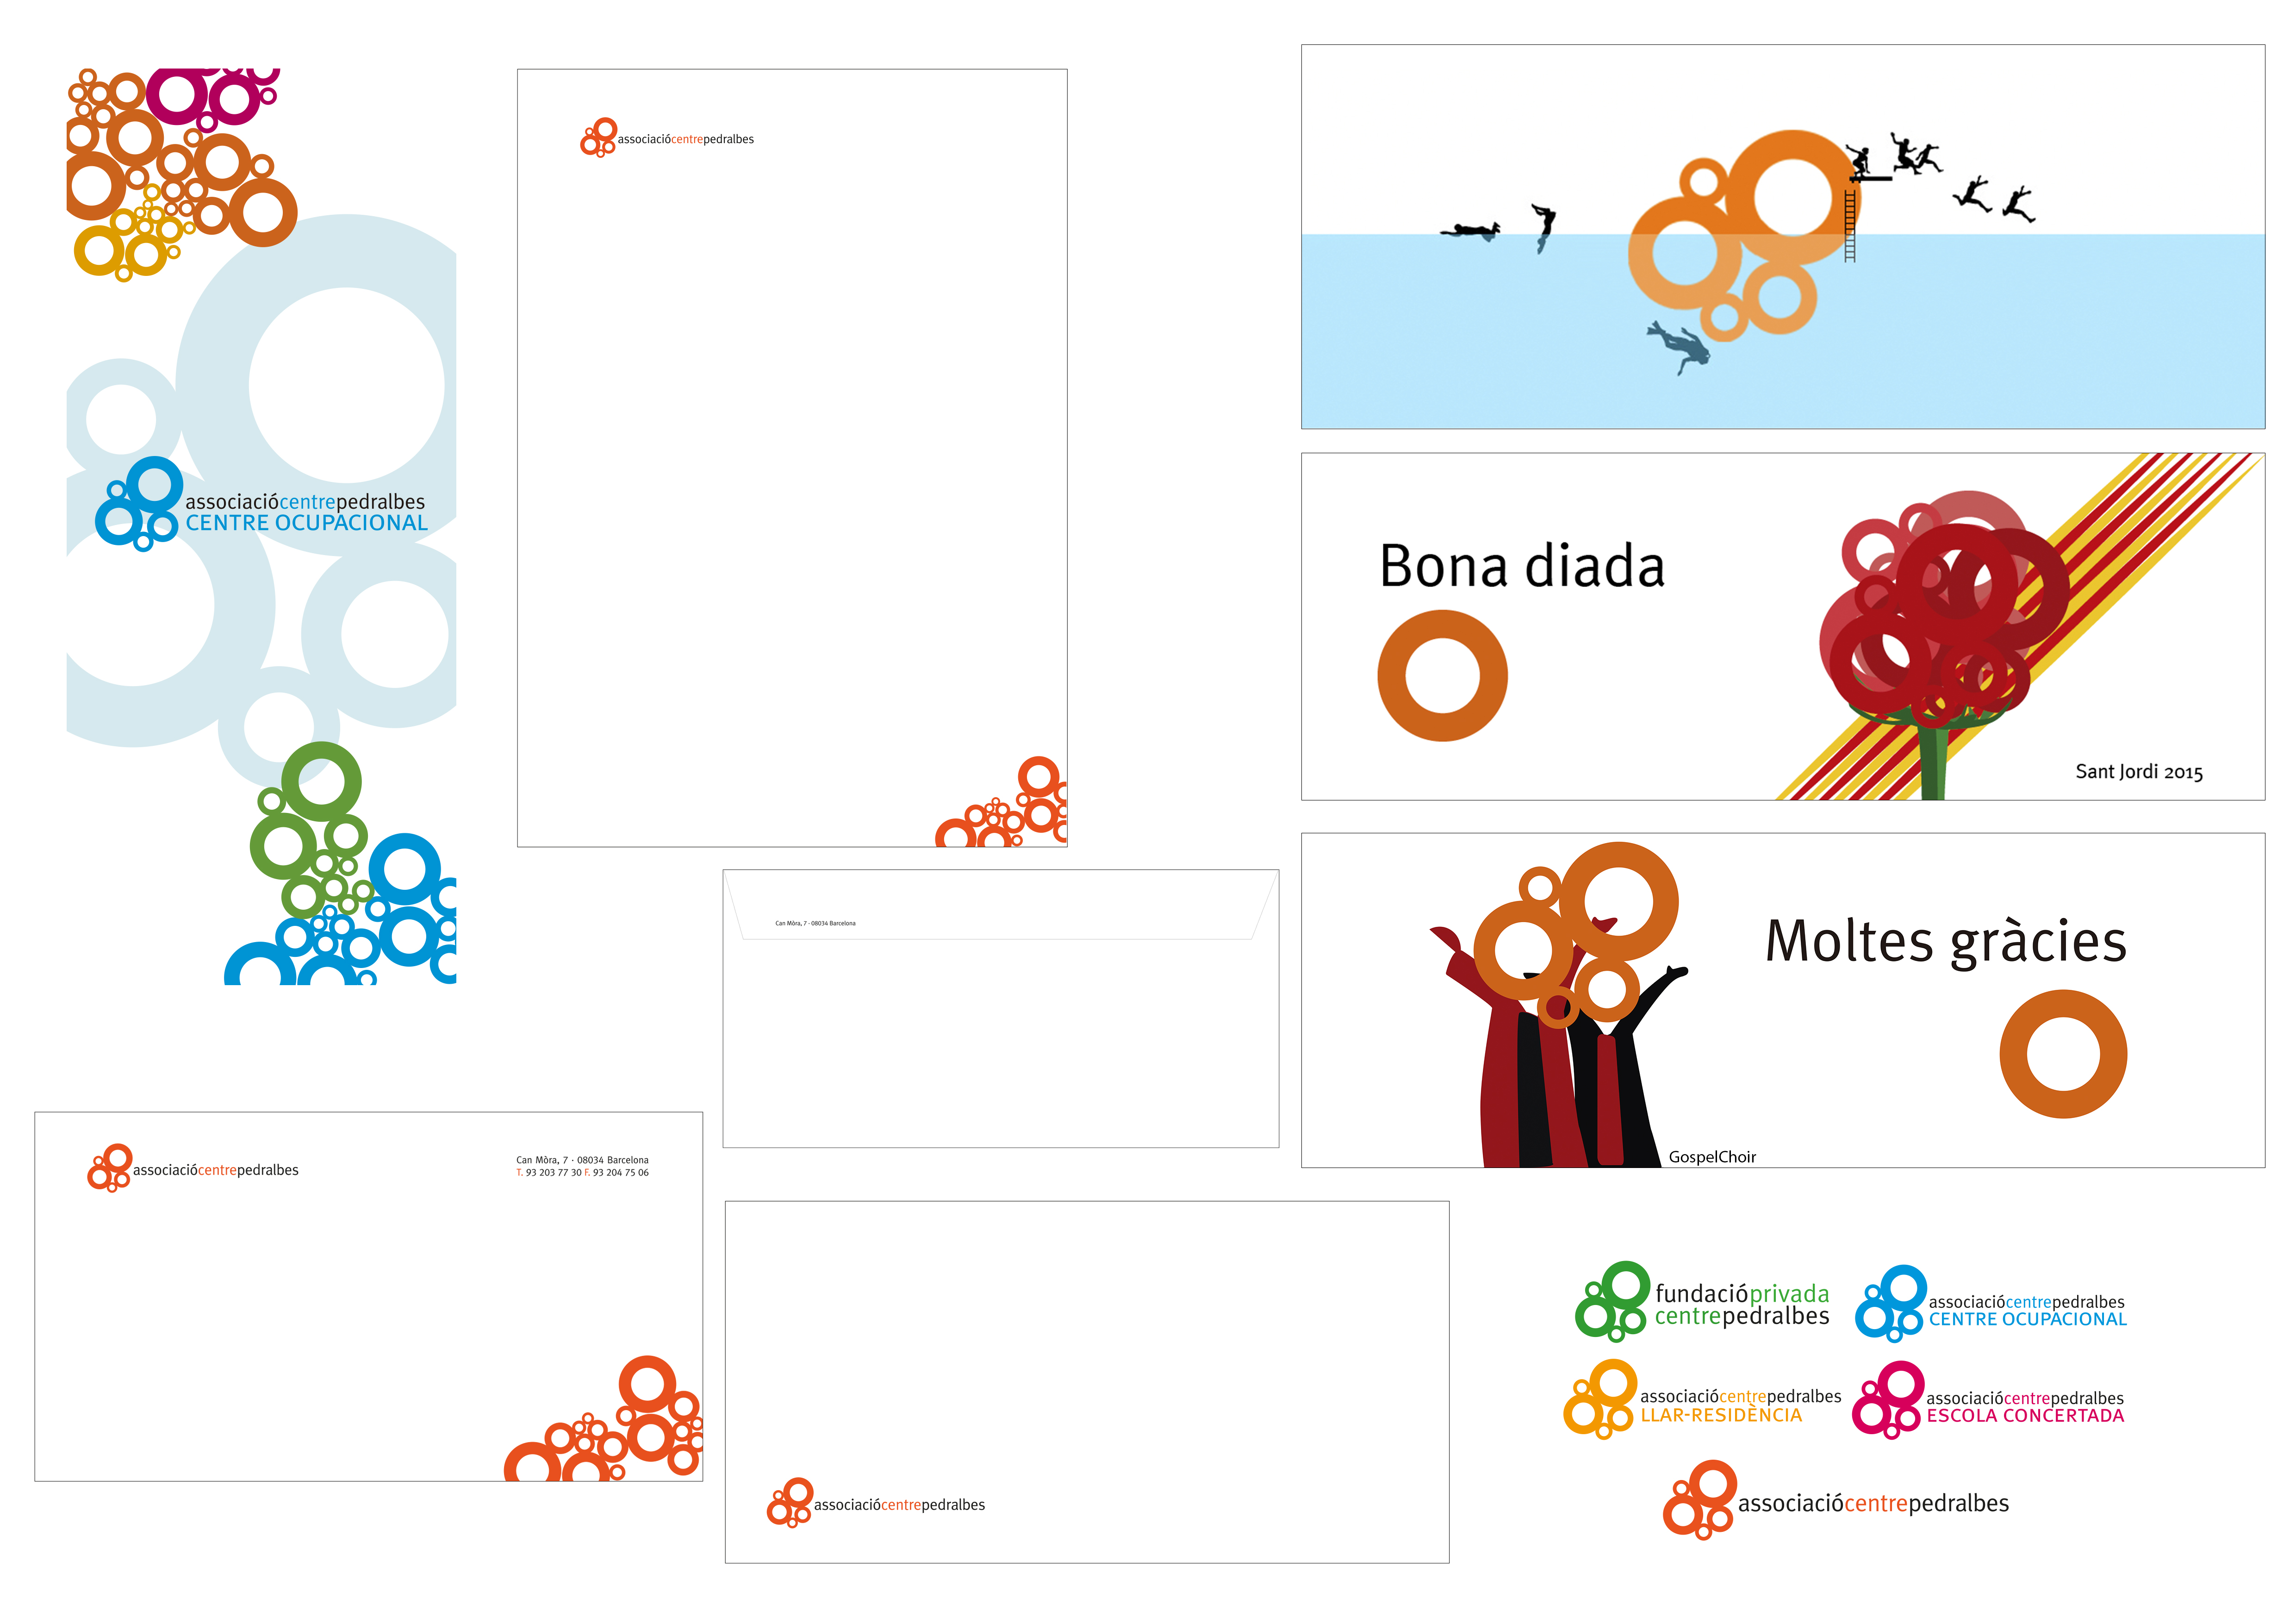 associaciócentrepedralbes
CENTRE OCUPACIONAL
associaciócentrepedralbes
Can Mòra, 7 · 08034 Barcelona
associaciócentrepedralbes
Can Mòra, 7 · 08034 Barcelona
T. 93 203 77 30 F. 93 204 75 06
associaciócentrepedralbes
Bona diada
Sant Jordi 2015
Moltes gràcies
GospelChoir
fundacióprivada
centrepedralbes
associaciócentrepedralbes
CENTRE OCUPACIONAL
associaciócentrepedralbes
LLAR-RESIDÈNCIA
associaciócentrepedralbes
ESCOLA CONCERTADA
associaciócentrepedralbes